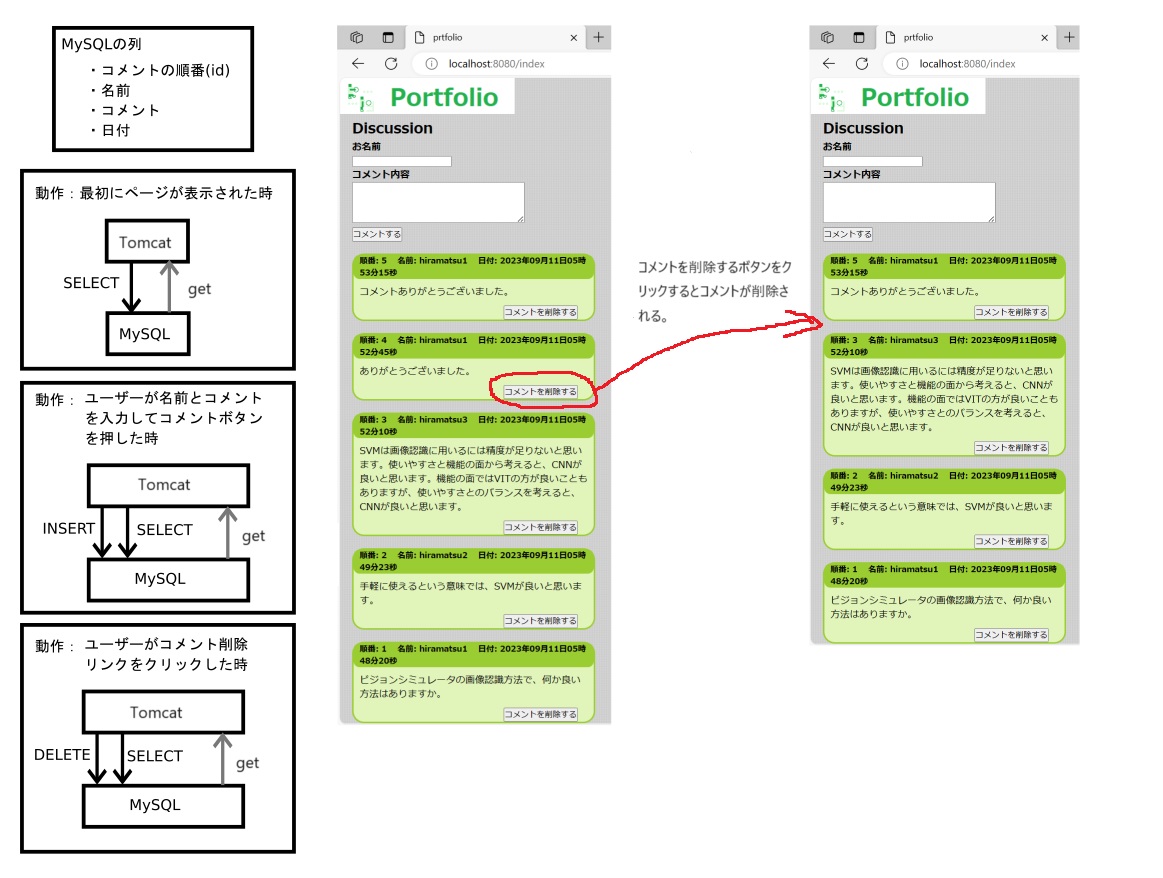 MySQLの列
・コメントの順番(id)
・名前
・コメント
・日付
動作：最初にページが表示された時
Tomcat
SELECT
get
MySQL
動作： ユーザーが名前とコメント
を入力してコメントボタン
を押した時
Tomcat
INSERT
SELECT
get
MySQL
動作： ユーザーがコメント削除
リンクをクリックした時
Tomcat
DELETE
SELECT
get
MySQL
prtfolio
localhost:8080/index
Portfolio
Discussion
お名前
コメント内容
コメントする
順番: 5 名前: hiramatsu1 日付: 2023年09月11日05時
53分15秒
コメントありがとうございました。
コメントを削除する
順番: 4 名前: hiramatsu1 日付: 2023年09月11日05時
52分45秒
ありがとうございました。
コメントを削除する
順番: 3 名前: hiramatsu3 日付: 2023年09月11日05時
52分10秒
SVMは画像認識に用いるには精度が足りないと思い
ます。使いやすさと機能の面から考えると、CNNが
良いと思います。機能の面ではVITの方が良いことも
ありますが、使いやすさとのバランスを考えると、
CNNが良いと思います。
コメントを削除する
順番: 2 名前: hiramatsu2 日付: 2023年09月11日05時
49分23秒
手軽に使えるという意味では、SVMが良いと思いま
す。
コメントを削除する
順番: 1 名前: hiramatsu1 日付: 2023年09月11日05時
48分20秒
ビジョンシミュレータの画像認識方法で、何か良い
方法はありますか。
コメントを削除する
コメントを削除するボタンをク
リックするとコメントが削除さ
れる。
prtfolio
localhost:8080/index
Portfolio
Discussion
お名前
コメント内容
コメントする
順番: 5 名前: hiramatsu1 日付: 2023年09月11日05時
53分15秒
コメントありがとうございました。
コメントを削除する
順番: 3 名前: hiramatsu3 日付: 2023年09月11日05時
52分10秒
SVMは画像認識に用いるには精度が足りないと思い
ます。使いやすさと機能の面から考えると、CNNが
良いと思います。機能の面ではVITの方が良いことも
ありますが、使いやすさとのバランスを考えると、
CNNが良いと思います。
コメントを削除する
順番: 2 名前: hiramatsu2 日付: 2023年09月11日05時
49分23秒
手軽に使えるという意味では、SVMが良いと思いま
す。
コメントを削除する
順番: 1 名前: hiramatsu1 日付: 2023年09月11日05時
48分20秒
ビジョンシミュレータの画像認識方法で、何か良い
方法はありますか。
コメントを削除する